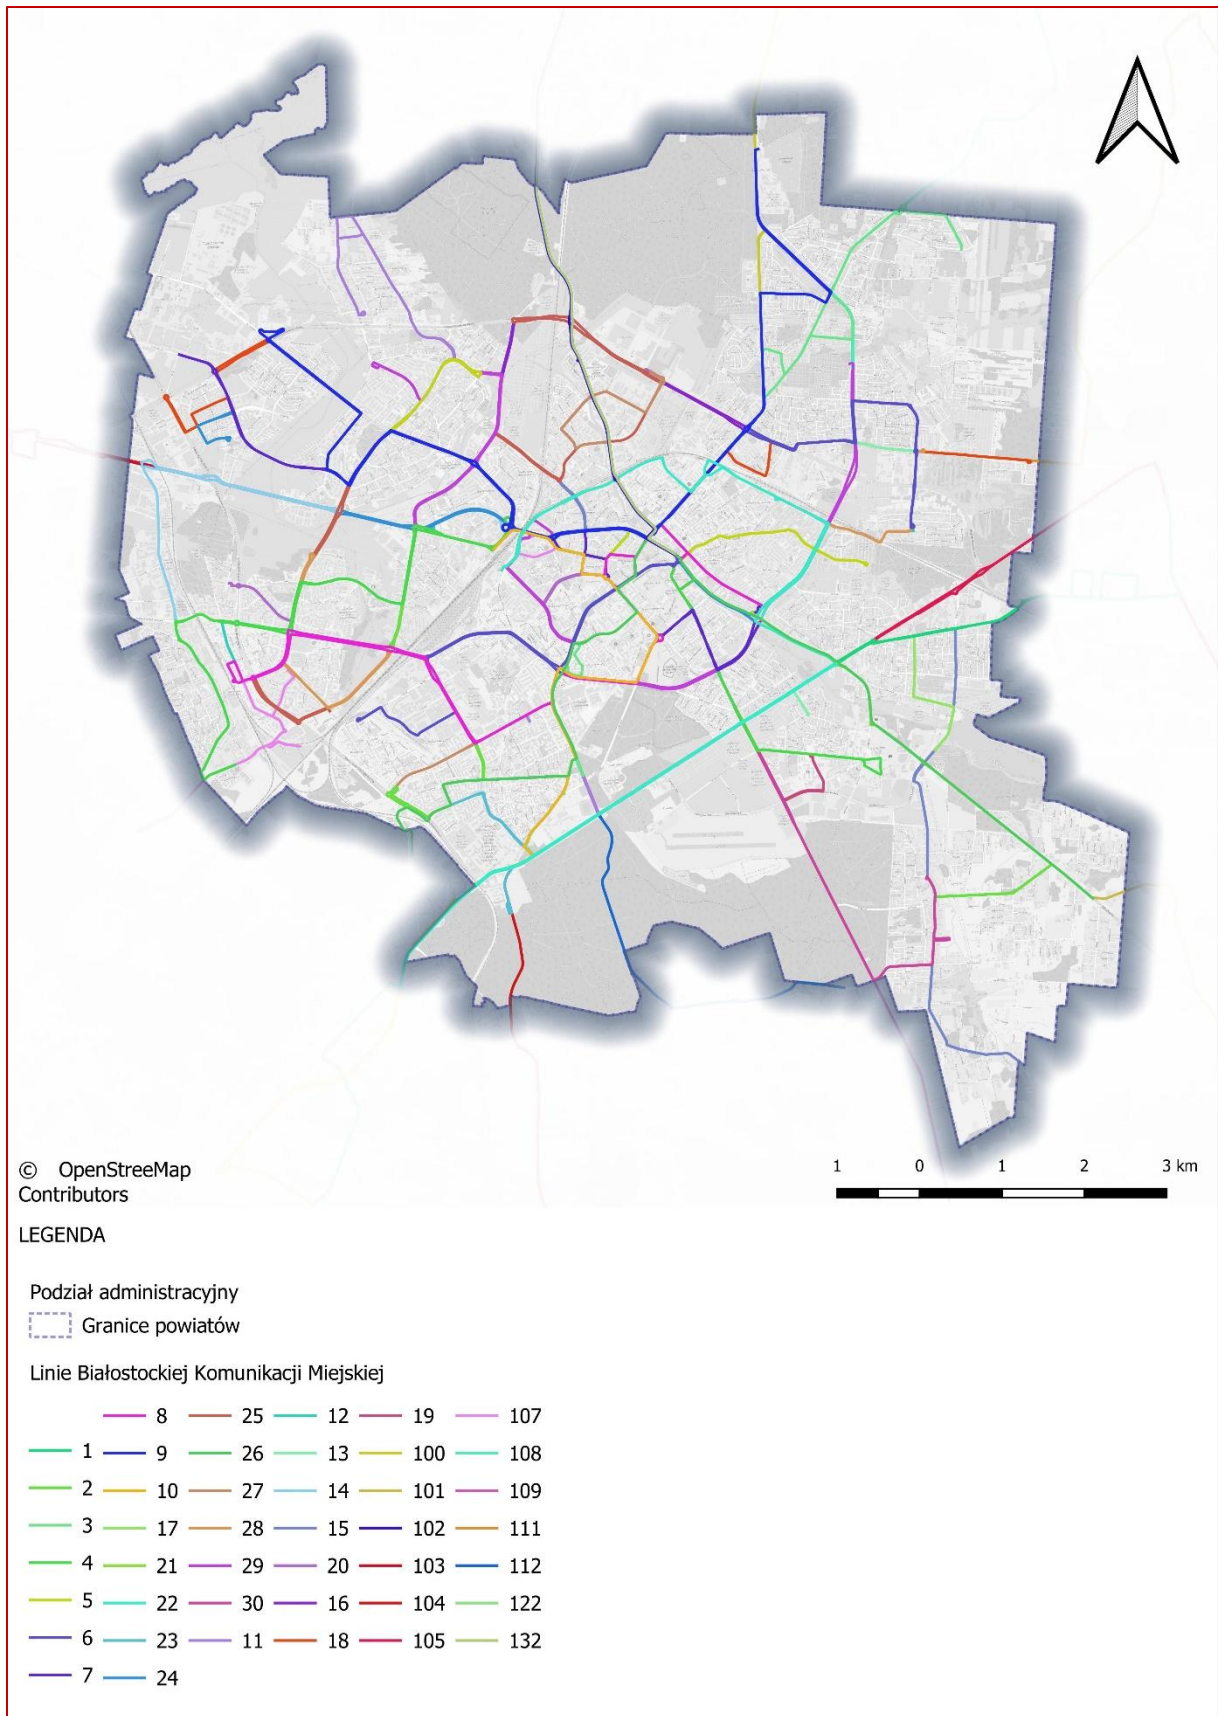 © OpenStreeMap
Contributors
1 0 1 2 3 km
LEGENDA
Podział administracyjny
Granice powiatów
Linie Białostockiej Komunikacji Miejskiej
8 25 12 19 107
1 9 26 13 100 108
2 10 27 14 101 109
3 17 28 15 102 111
4 21 29 20 103 112
5 22 30 16 104 122
6 23 11 18 105 132
7 24